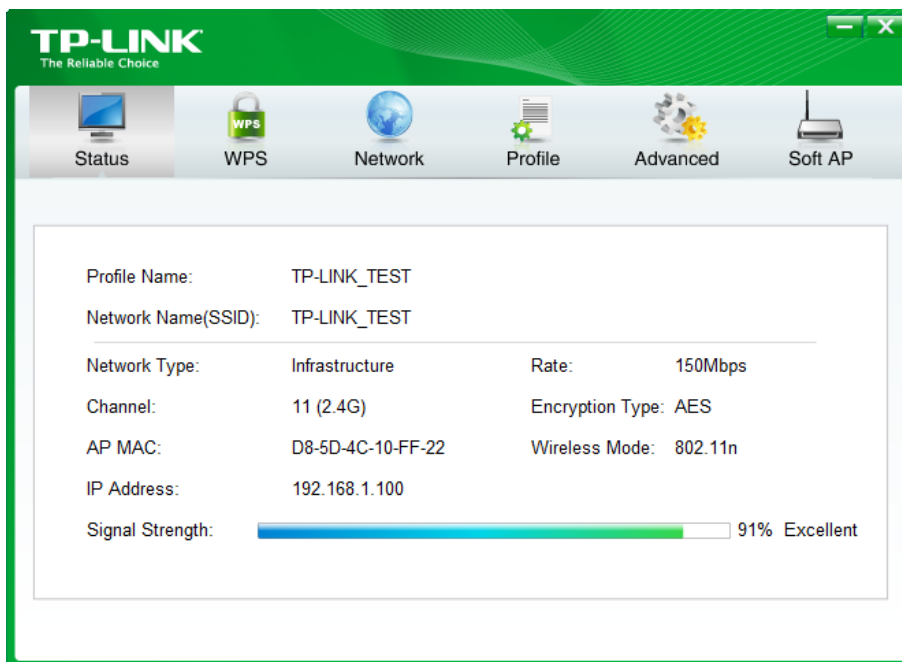 TP-LINK
The Reliable Choice
WPS
Status
WPS
Network
Profile
Advanced
Soft AP
Profile Name: TP-LINK_TEST
Network Name(SSID): TP-LINK_TEST
Network Type: Infrastructure Rate: 150Mbps
Channel: 11 (2.4G) Encryption Type: AES
AP MAC: D8-5D-4C-10-FF-22 Wireless Mode: 802.11n
IP Address: 192.168.1.100
Signal Strength: 91% Excellent